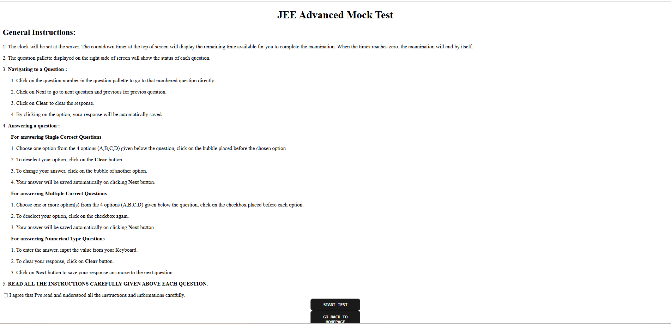 JEE Advanced Mock Test
General Instructions:
1. The clock will be set at the server. The countdown timer at the top of screen will display the remaining time available for you to complete the examination. When the timer reaches zero, the examination will end by itself.
2. The question pallette displayed on the right side of screen will show the status of each question.
3. Navigating to a Question :
1. Click on the question number in the question pallette to go to that numbered question directly.
2. Click on Next to go to next question and previous for previos question.
3. Click on Clear to clear the response.
4. By clicking on the option, your response will be automatically saved.
4. Answering a question :
For answering Single Correct Questions
1. Choose one option from the 4 options (A,B,C,D) given below the question, click on the bubble placed before the chosen option.
2. To deselect your option, click on the Clear button.
3. To change your answer, click on the bubble of another option.
4. Your answer will be saved automatically on clicking Next button.
For answering Multiple Correct Questions
1. Choose one or more option(s) from the 4 options (A,B,C,D) given below the question, click on the checkbox placed before each option.
2. To deselect your option, click on the checkbox again.
3. Your answer will be saved automatically on clicking Next button.
For answering Numerical Type Questions
1. To enter the answer, input the value from your Keyboard.
2. To clear your response, click on Clear button.
3. Click on Next button to save your response and move to the next question.
5. READ ALL THE INSTRUCTIONS CAREFULLY GIVEN ABOVE EACH QUESTION.
I agree that I've read and understood all the instructions and informations carefully.
START TEST
GO BACK TO
HOMEPAGE